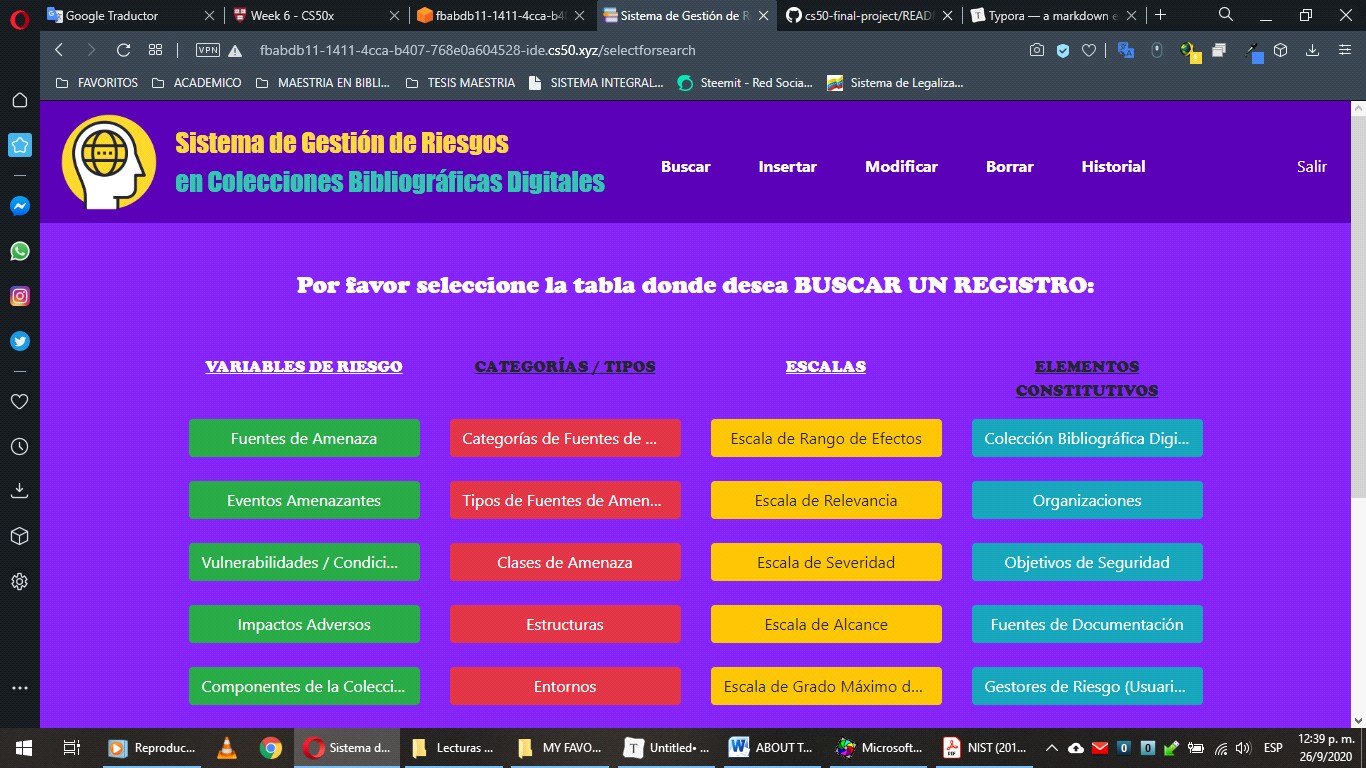 Google Traductor
Week 6 - CS50x
fbabdb11-1411-4cca-b4
Sistema de Gestión de R
cs50-final-project/READ
Typora — a markdown e
VPN
fbabdb11-1411-4cca-b407-768e0a604528-ide.cs50.xyz/selectforsearch
FAVORITOS
ACADEMICO
MAESTRIA EN BIBLI...
TESIS MAESTRIA
SISTEMA INTEGRAL...
Steemit - Red Socia...
Sistema de Legaliza...
Sistema de Gestión de Riesgos
en Colecciones Bibliográficas Digitales
Buscar
Insertar
Modificar
Borrar
Historial
Salir
Por favor seleccione la tabla donde desea BUSCAR UN REGISTRO:
VARIABLES DE RIESGO
CATEGORÍAS / TIPOS
ESCALAS
ELEMENTOS
CONSTITUTIVOS
Fuentes de Amenaza
Categorías de Fuentes de ...
Escala de Rango de Efectos
Colección Bibliográfica Digi...
Eventos Amenazantes
Tipos de Fuentes de Amen...
Escala de Relevancia
Organizaciones
Vulnerabilidades / Condici...
Clases de Amenaza
Escala de Severidad
Objetivos de Seguridad
Impactos Adversos
Estructuras
Escala de Alcance
Fuentes de Documentación
Componentes de la Colecci...
Entornos
Escala de Grado Máximo d...
Gestores de Riesgo (Usuari...
Reproduc...
Sistema d...
Lecturas ...
MY FAVO...
Untitled• ...
ABOUT T...
Microsoft...
NIST (201...
0
0
ESP
12:39 p. m.
26/9/2020